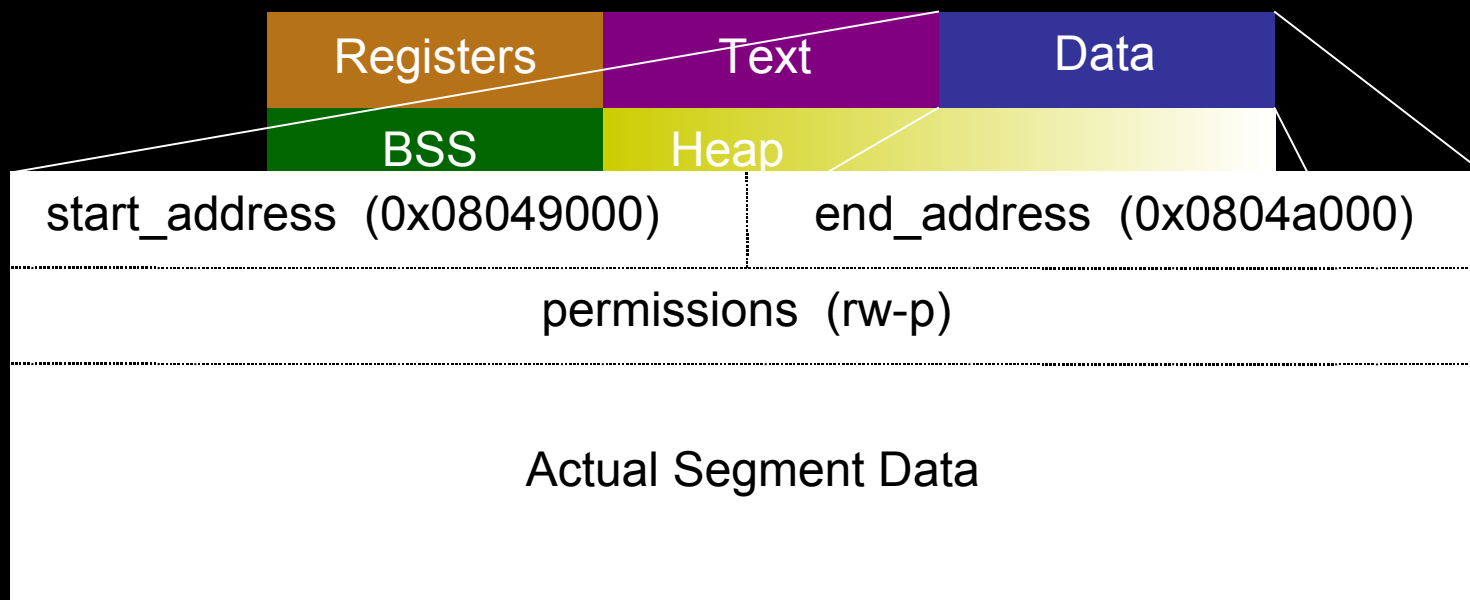 Registers Text Data
BSS Heap
start_address (0x08049000) end_address (0x0804a000)
permissions (rw-p)
Actual Segment Data